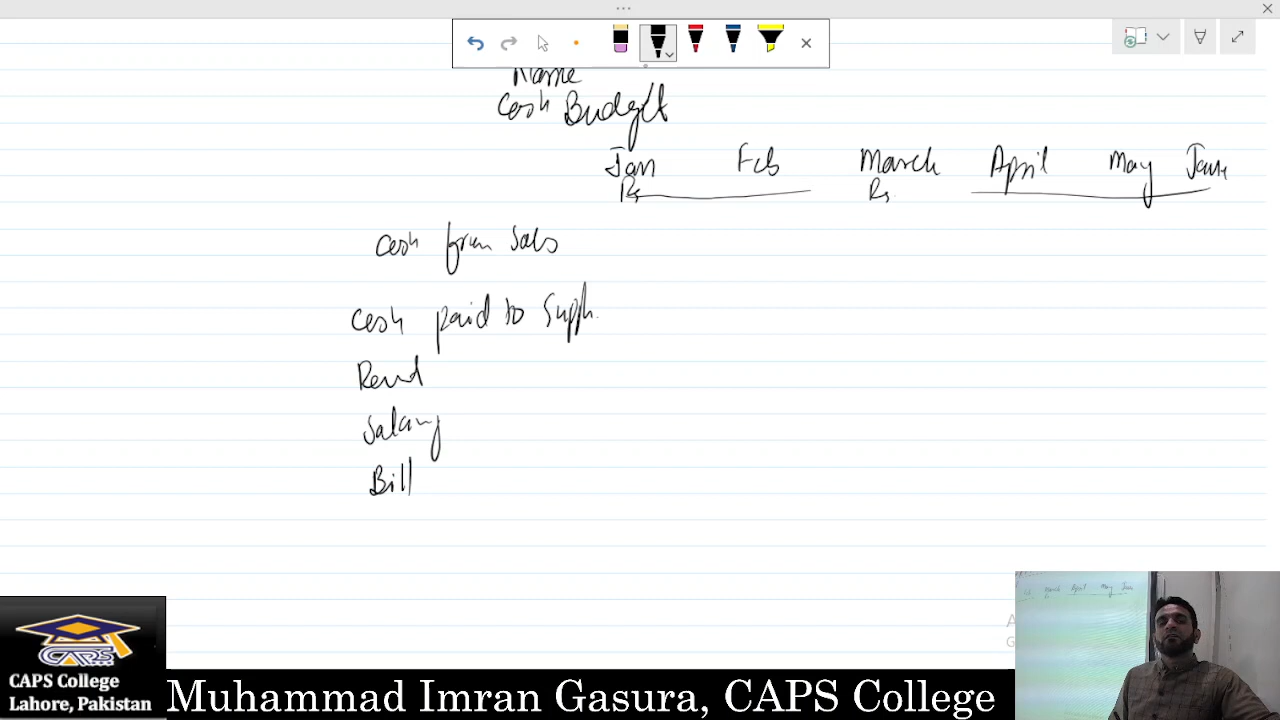 Name
Cash Budget
Jan Feb March April May June
Rs Rs
Cash from Sales
Cash paid to Supp.
Rent
Salary
Bill
CAPS
CAPS College
Lahore, Pakistan
Muhammad Imran Gasura, CAPS College